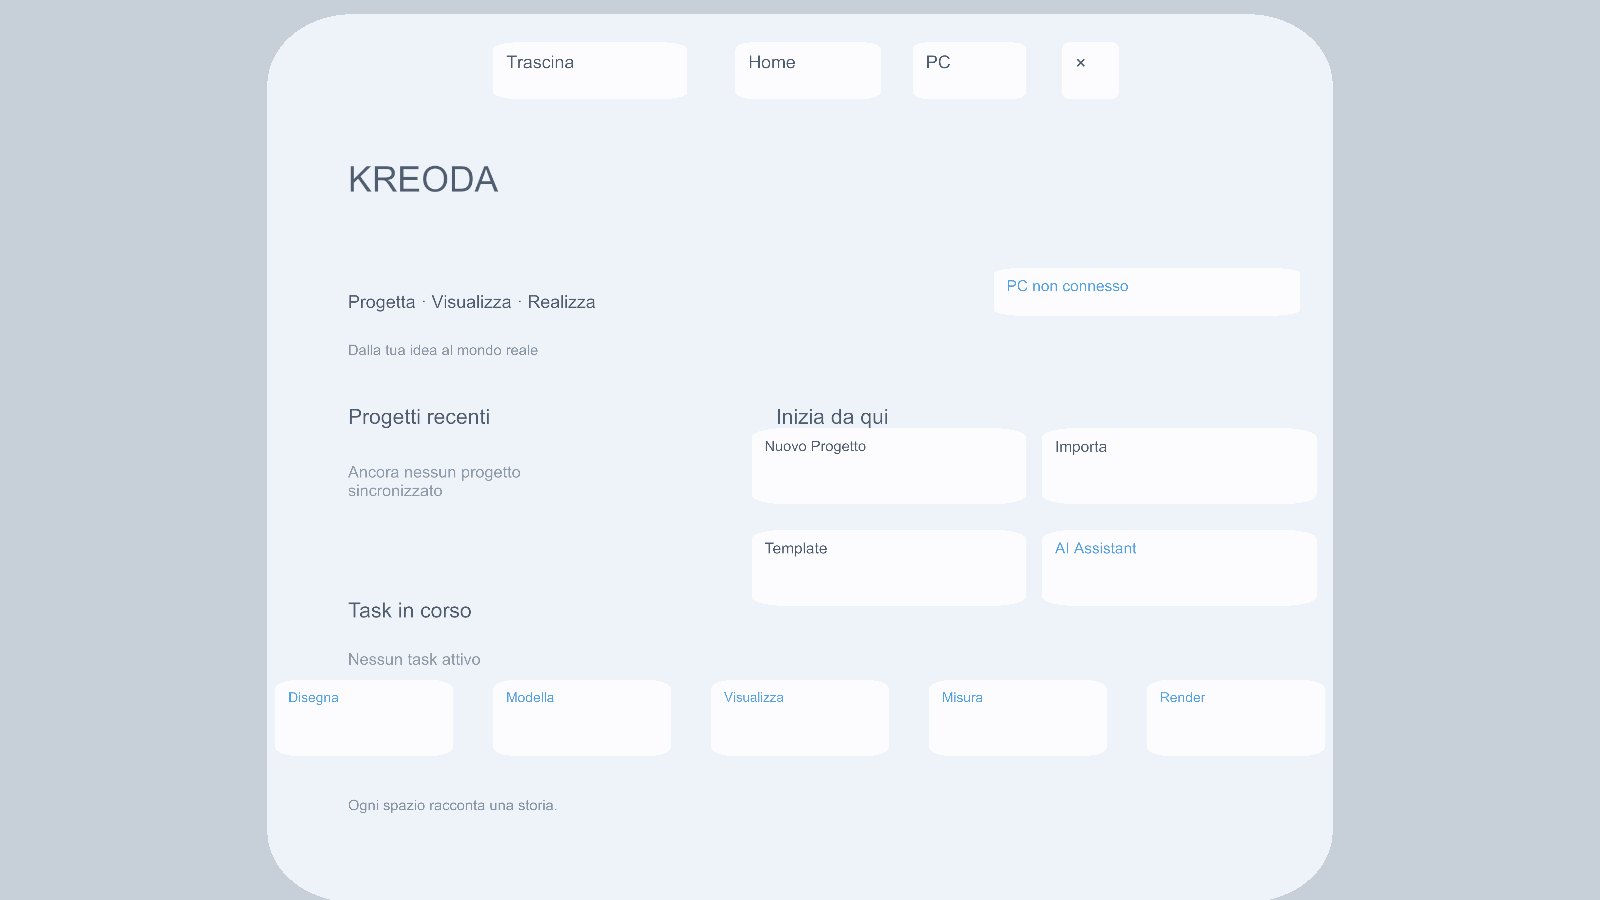 Trascina
Home
PC
×
KREODA
Progetta · Visualizza · Realizza
PC non connesso
Dalla tua idea al mondo reale
Progetti recenti
Ancora nessun progetto
sincronizzato
Inizia da qui
Nuovo Progetto
Importa
Template
AI Assistant
Task in corso
Nessun task attivo
Disegna
Modella
Visualizza
Misura
Render
Ogni spazio racconta una storia.